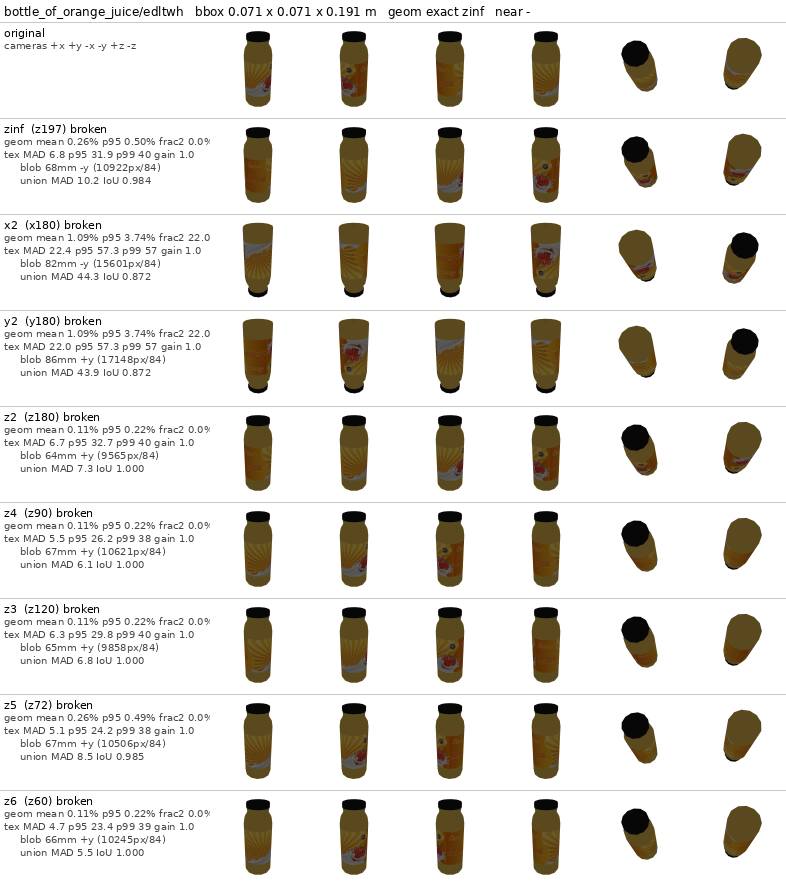 bottle_of_orange_juice/edltwh bbox 0.071 x 0.071 x 0.191 m geom exact zinf near -
original
cameras +x +y -x -y +z -z
zinf (z197) broken
geom mean 0.26% p95 0.50% frac2 0.0%
tex MAD 6.8 p95 31.9 p99 40 gain 1.0
blob 68mm -y (10922px/84)
union MAD 10.2 IoU 0.984
x2 (x180) broken
geom mean 1.09% p95 3.74% frac2 22.0
tex MAD 22.4 p95 57.3 p99 57 gain 1.0
blob 82mm -y (15601px/84)
union MAD 44.3 IoU 0.872
y2 (y180) broken
geom mean 1.09% p95 3.74% frac2 22.0
tex MAD 22.0 p95 57.3 p99 57 gain 1.0
blob 86mm +y (17148px/84)
union MAD 43.9 IoU 0.872
z2 (z180) broken
geom mean 0.11% p95 0.22% frac2 0.0%
tex MAD 6.7 p95 32.7 p99 40 gain 1.0
blob 64mm +y (9565px/84)
union MAD 7.3 IoU 1.000
z4 (z90) broken
geom mean 0.11% p95 0.22% frac2 0.0%
tex MAD 5.5 p95 26.2 p99 38 gain 1.0
blob 67mm +y (10621px/84)
union MAD 6.1 IoU 1.000
z3 (z120) broken
geom mean 0.11% p95 0.22% frac2 0.0%
tex MAD 6.3 p95 29.8 p99 40 gain 1.0
blob 65mm +y (9858px/84)
union MAD 6.8 IoU 1.000
z5 (z72) broken
geom mean 0.26% p95 0.49% frac2 0.0%
tex MAD 5.1 p95 24.2 p99 38 gain 1.0
blob 67mm +y (10506px/84)
union MAD 8.5 IoU 0.985
z6 (z60) broken
geom mean 0.11% p95 0.22% frac2 0.0%
tex MAD 4.7 p95 23.4 p99 39 gain 1.0
blob 66mm +y (10245px/84)
union MAD 5.5 IoU 1.000